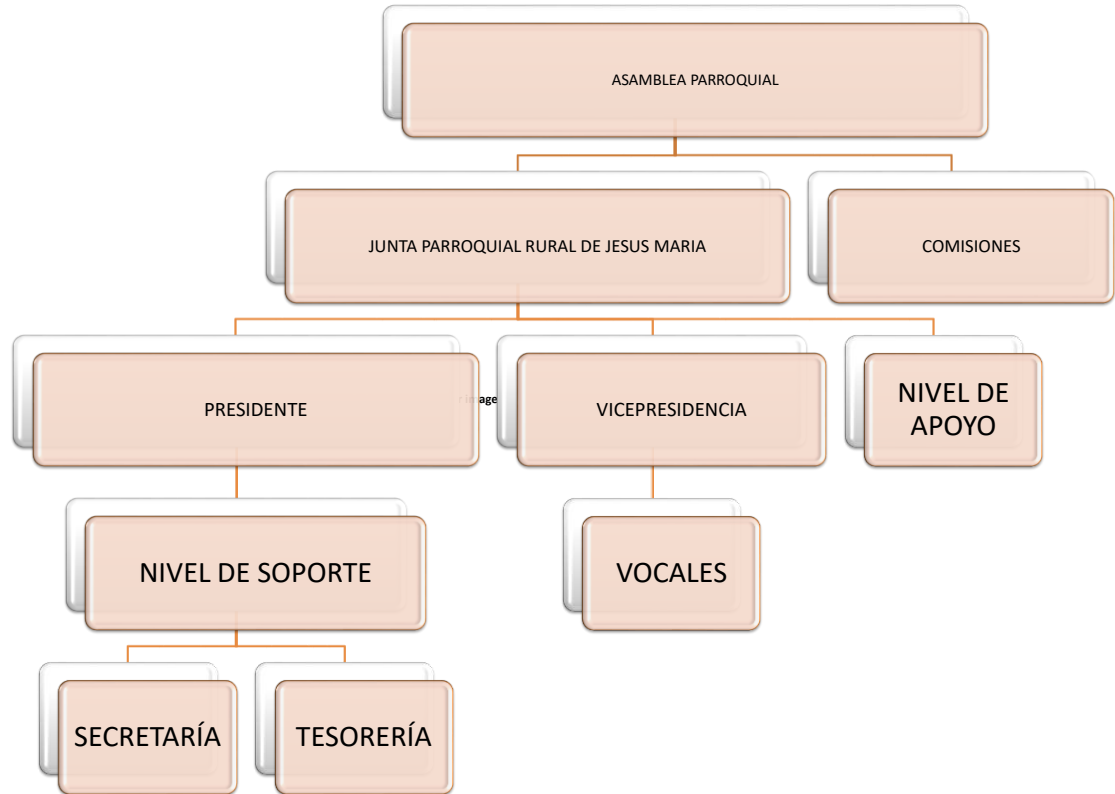 ASAMBLEA PARROQUIAL
JUNTA PARROQUIAL RURAL DE JESUS MARIA
COMISIONES
PRESIDENTE
image
VICEPRESIDENCIA
NIVEL DE
APOYO
NIVEL DE SOPORTE
VOCALES
SECRETARÍA
TESORERÍA